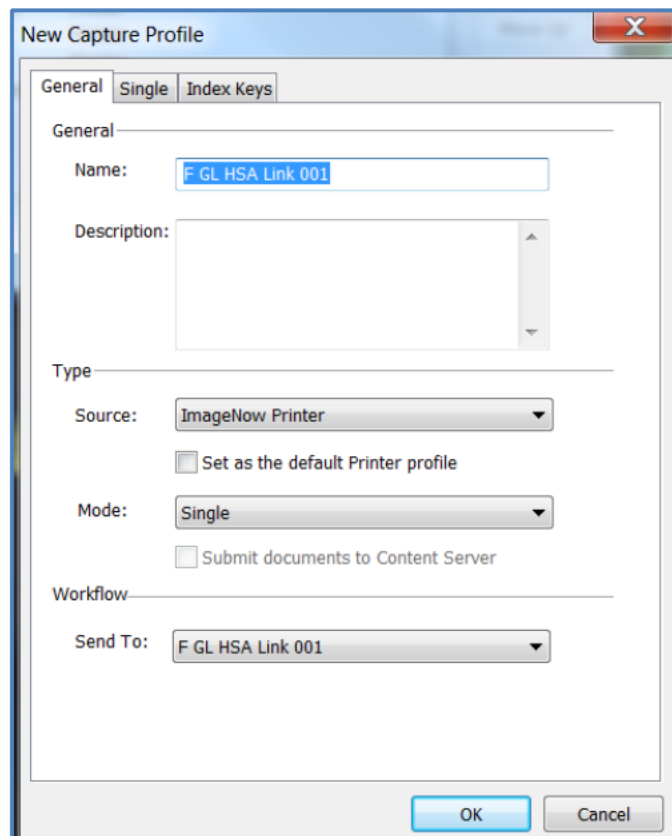 New Capture Profile
General Single Index Keys
General
Name: F GL HSA Link 001
Description:
Type
Source: ImageNow Printer
Set as the default Printer profile
Mode: Single
Submit documents to Content Server
Workflow
Send To: F GL HSA Link 001
OK Cancel